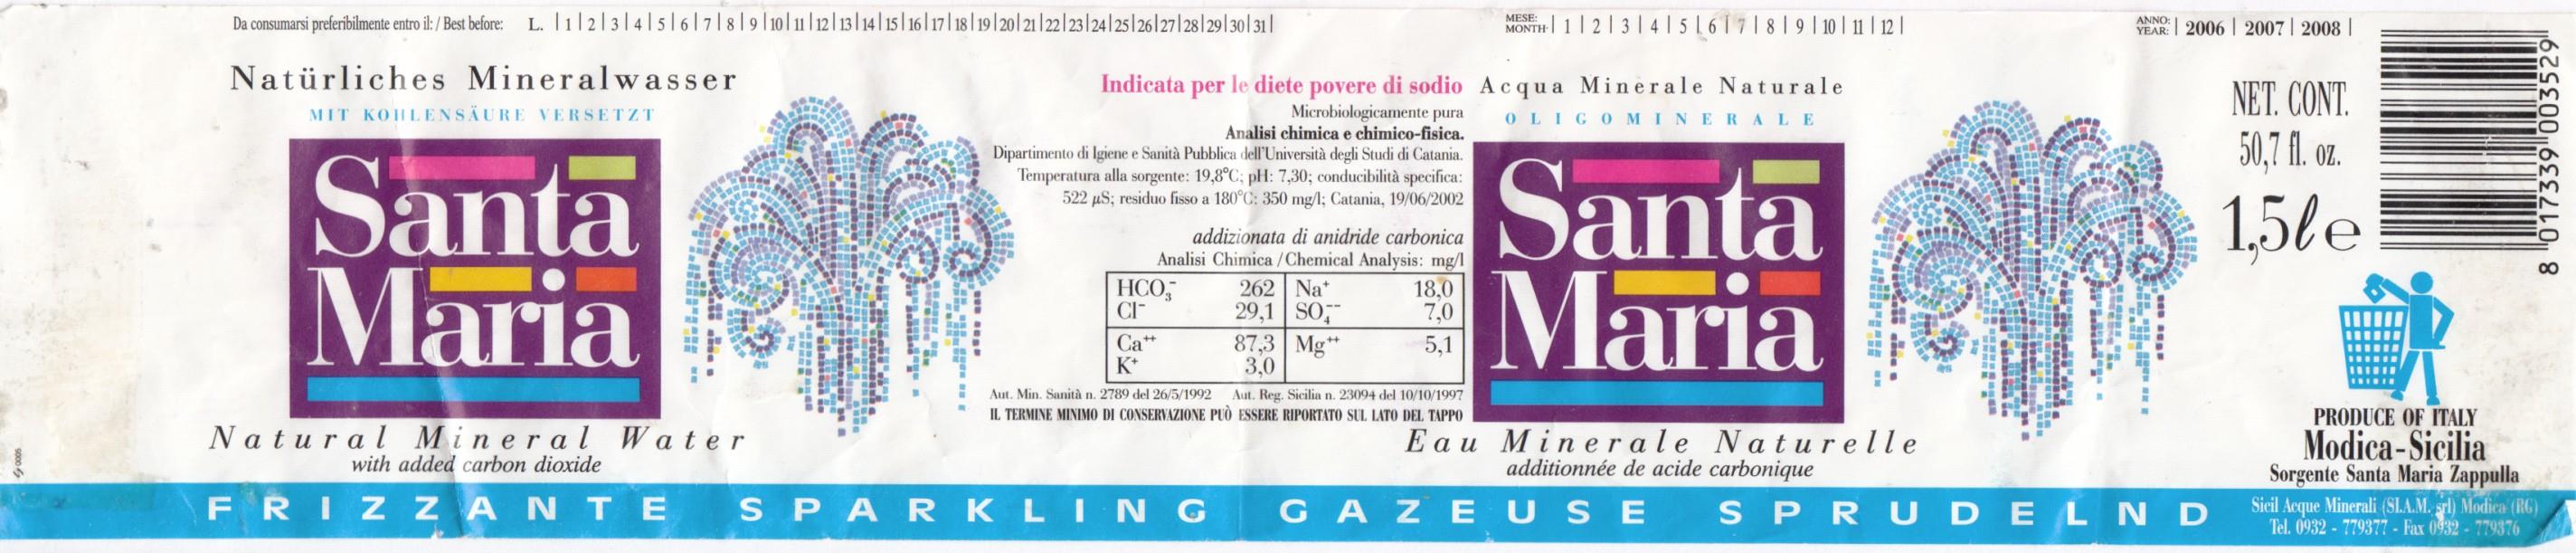 Da consumarsi preferibilmente entro il: / Best before: L. | 1 | 2 | 3 | 4 | 5 | 6 | 7 | 8 | 9 | 10 | 11 | 12 | 13 | 14 | 15 | 16 | 17 | 18 | 19 | 20 | 21 | 22 | 23 | 24 | 25 | 26 | 27 | 28 | 29 | 30 | 31 |
MESE:
MONTH: | 1 | 2 | 3 | 4 | 5 | 6 | 7 | 8 | 9 | 10 | 11 | 12 |
ANNO:
YEAR: | 2006 | 2007 | 2008 |
Natürliches Mineralwasser
MIT KOHLENSÄURE VERSETZT
Santa
Maria
Natural Mineral Water
with added carbon dioxide
Indicata per le diete povere di sodio
Microbiologicamente pura
Analisi chimica e chimico-fisica.
Dipartimento di Igiene e Sanità Pubblica dell'Università degli Studi di Catania.
Temperatura alla sorgente: 19,8°C; pH: 7,30; conducibilità specifica:
522 µS; residuo fisso a 180°C: 350 mg/l; Catania, 19/06/2002
addizionata di anidride carbonica
Analisi Chimica / Chemical Analysis: mg/l
HCO₃⁻ 262 Na⁺ 18,0
Cl⁻ 29,1 SO₄⁻⁻ 7,0
Ca⁺⁺ 87,3 Mg⁺⁺ 5,1
K⁺ 3,0
Aut. Min. Sanità n. 2789 del 26/5/1992 Aut. Reg. Sicilia n. 23094 del 10/10/1997
IL TERMINE MINIMO DI CONSERVAZIONE PUÒ ESSERE RIPORTATO SUL LATO DEL TAPPO
Acqua Minerale Naturale
OLIGOMINERALE
Santa
Maria
Eau Minerale Naturelle
additionnée de acide carbonique
NET. CONT.
50,7 fl. oz.
1,5 ℓ e
8 017339 003529
PRODUCE OF ITALY
Modica-Sicilia
Sorgente Santa Maria Zappulla
FRIZZANTE SPARKLING GAZEUSE SPRUDELND
Sicil Acque Minerali (SI.A.M. srl) Modica (RG)
Tel. 0932 - 779377 - Fax 0932 - 779376